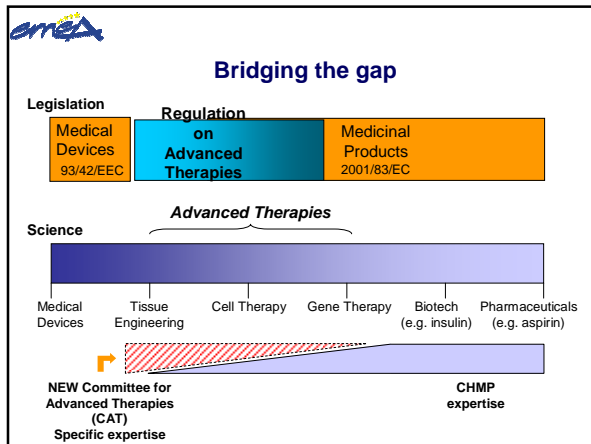 emeA
Bridging the gap
Legislation
Medical
Devices
93/42/EEC
Regulation
on
Advanced
Therapies
Medicinal
Products
2001/83/EC
Advanced Therapies
Science
Medical
Devices
Tissue
Engineering
Cell Therapy
Gene Therapy
Biotech
(e.g. insulin)
Pharmaceuticals
(e.g. aspirin)
NEW Committee for
Advanced Therapies
(CAT)
Specific expertise
CHMP
expertise